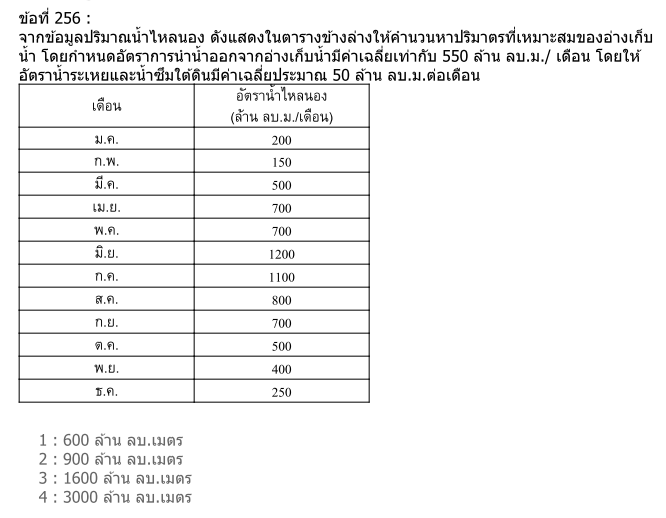 ข้อที่ 256 :
จากข้อมูลปริมาณน้ำไหลนอง ดังแสดงในตารางข้างล่างให้คำนวนหาปริมาตรที่เหมาะสมของอ่างเก็บ
น้ำ โดยกำหนดอัตราการนำน้ำออกจากอ่างเก็บน้ำมีค่าเฉลี่ยเท่ากับ 550 ล้าน ลบ.ม./ เดือน โดยให้
อัตราน้ำระเหยและน้ำซึมใต้ดินมีค่าเฉลี่ยประมาณ 50 ล้าน ลบ.ม.ต่อเดือน
เดือน อัตราน้ำไหลนอง
(ล้าน ลบ.ม./เดือน)
ม.ค. 200
ก.พ. 150
มี.ค. 500
เม.ย. 700
พ.ค. 700
มิ.ย. 1200
ก.ค. 1100
ส.ค. 800
ก.ย. 700
ต.ค. 500
พ.ย. 400
ธ.ค. 250
1 : 600 ล้าน ลบ.เมตร
2 : 900 ล้าน ลบ.เมตร
3 : 1600 ล้าน ลบ.เมตร
4 : 3000 ล้าน ลบ.เมตร